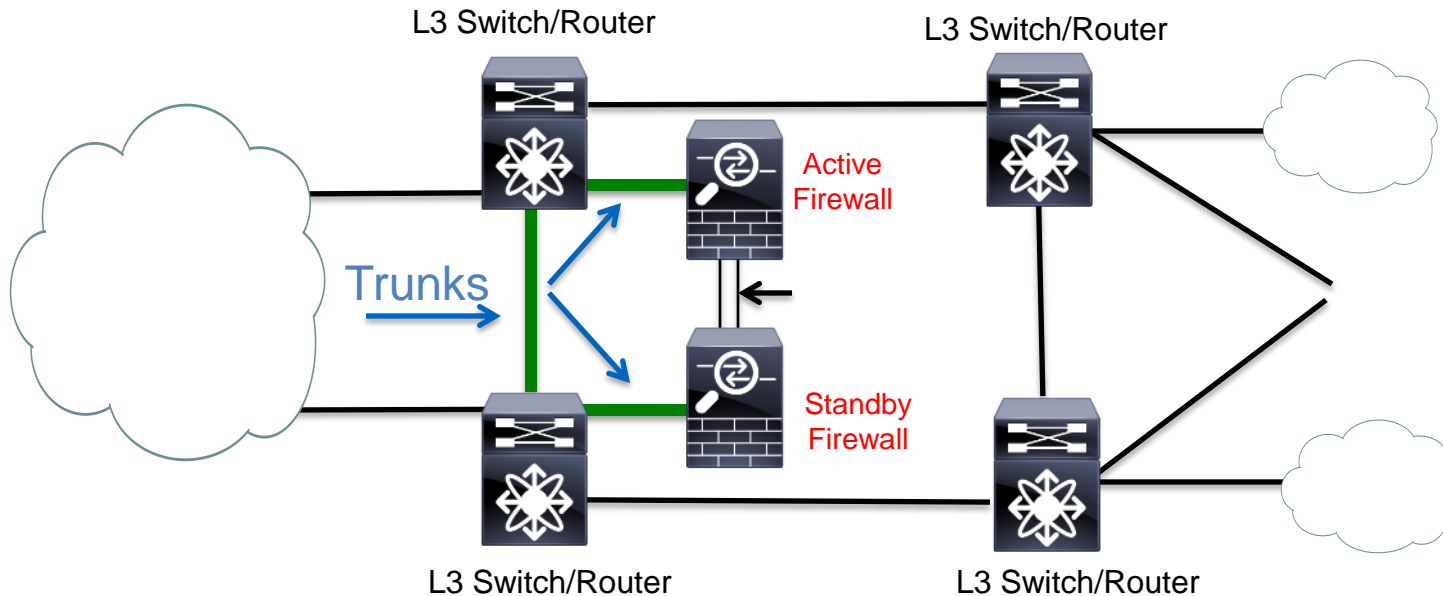 L3 Switch/Router
L3 Switch/Router
Active
Firewall
Trunks
Standby
Firewall
L3 Switch/Router
L3 Switch/Router